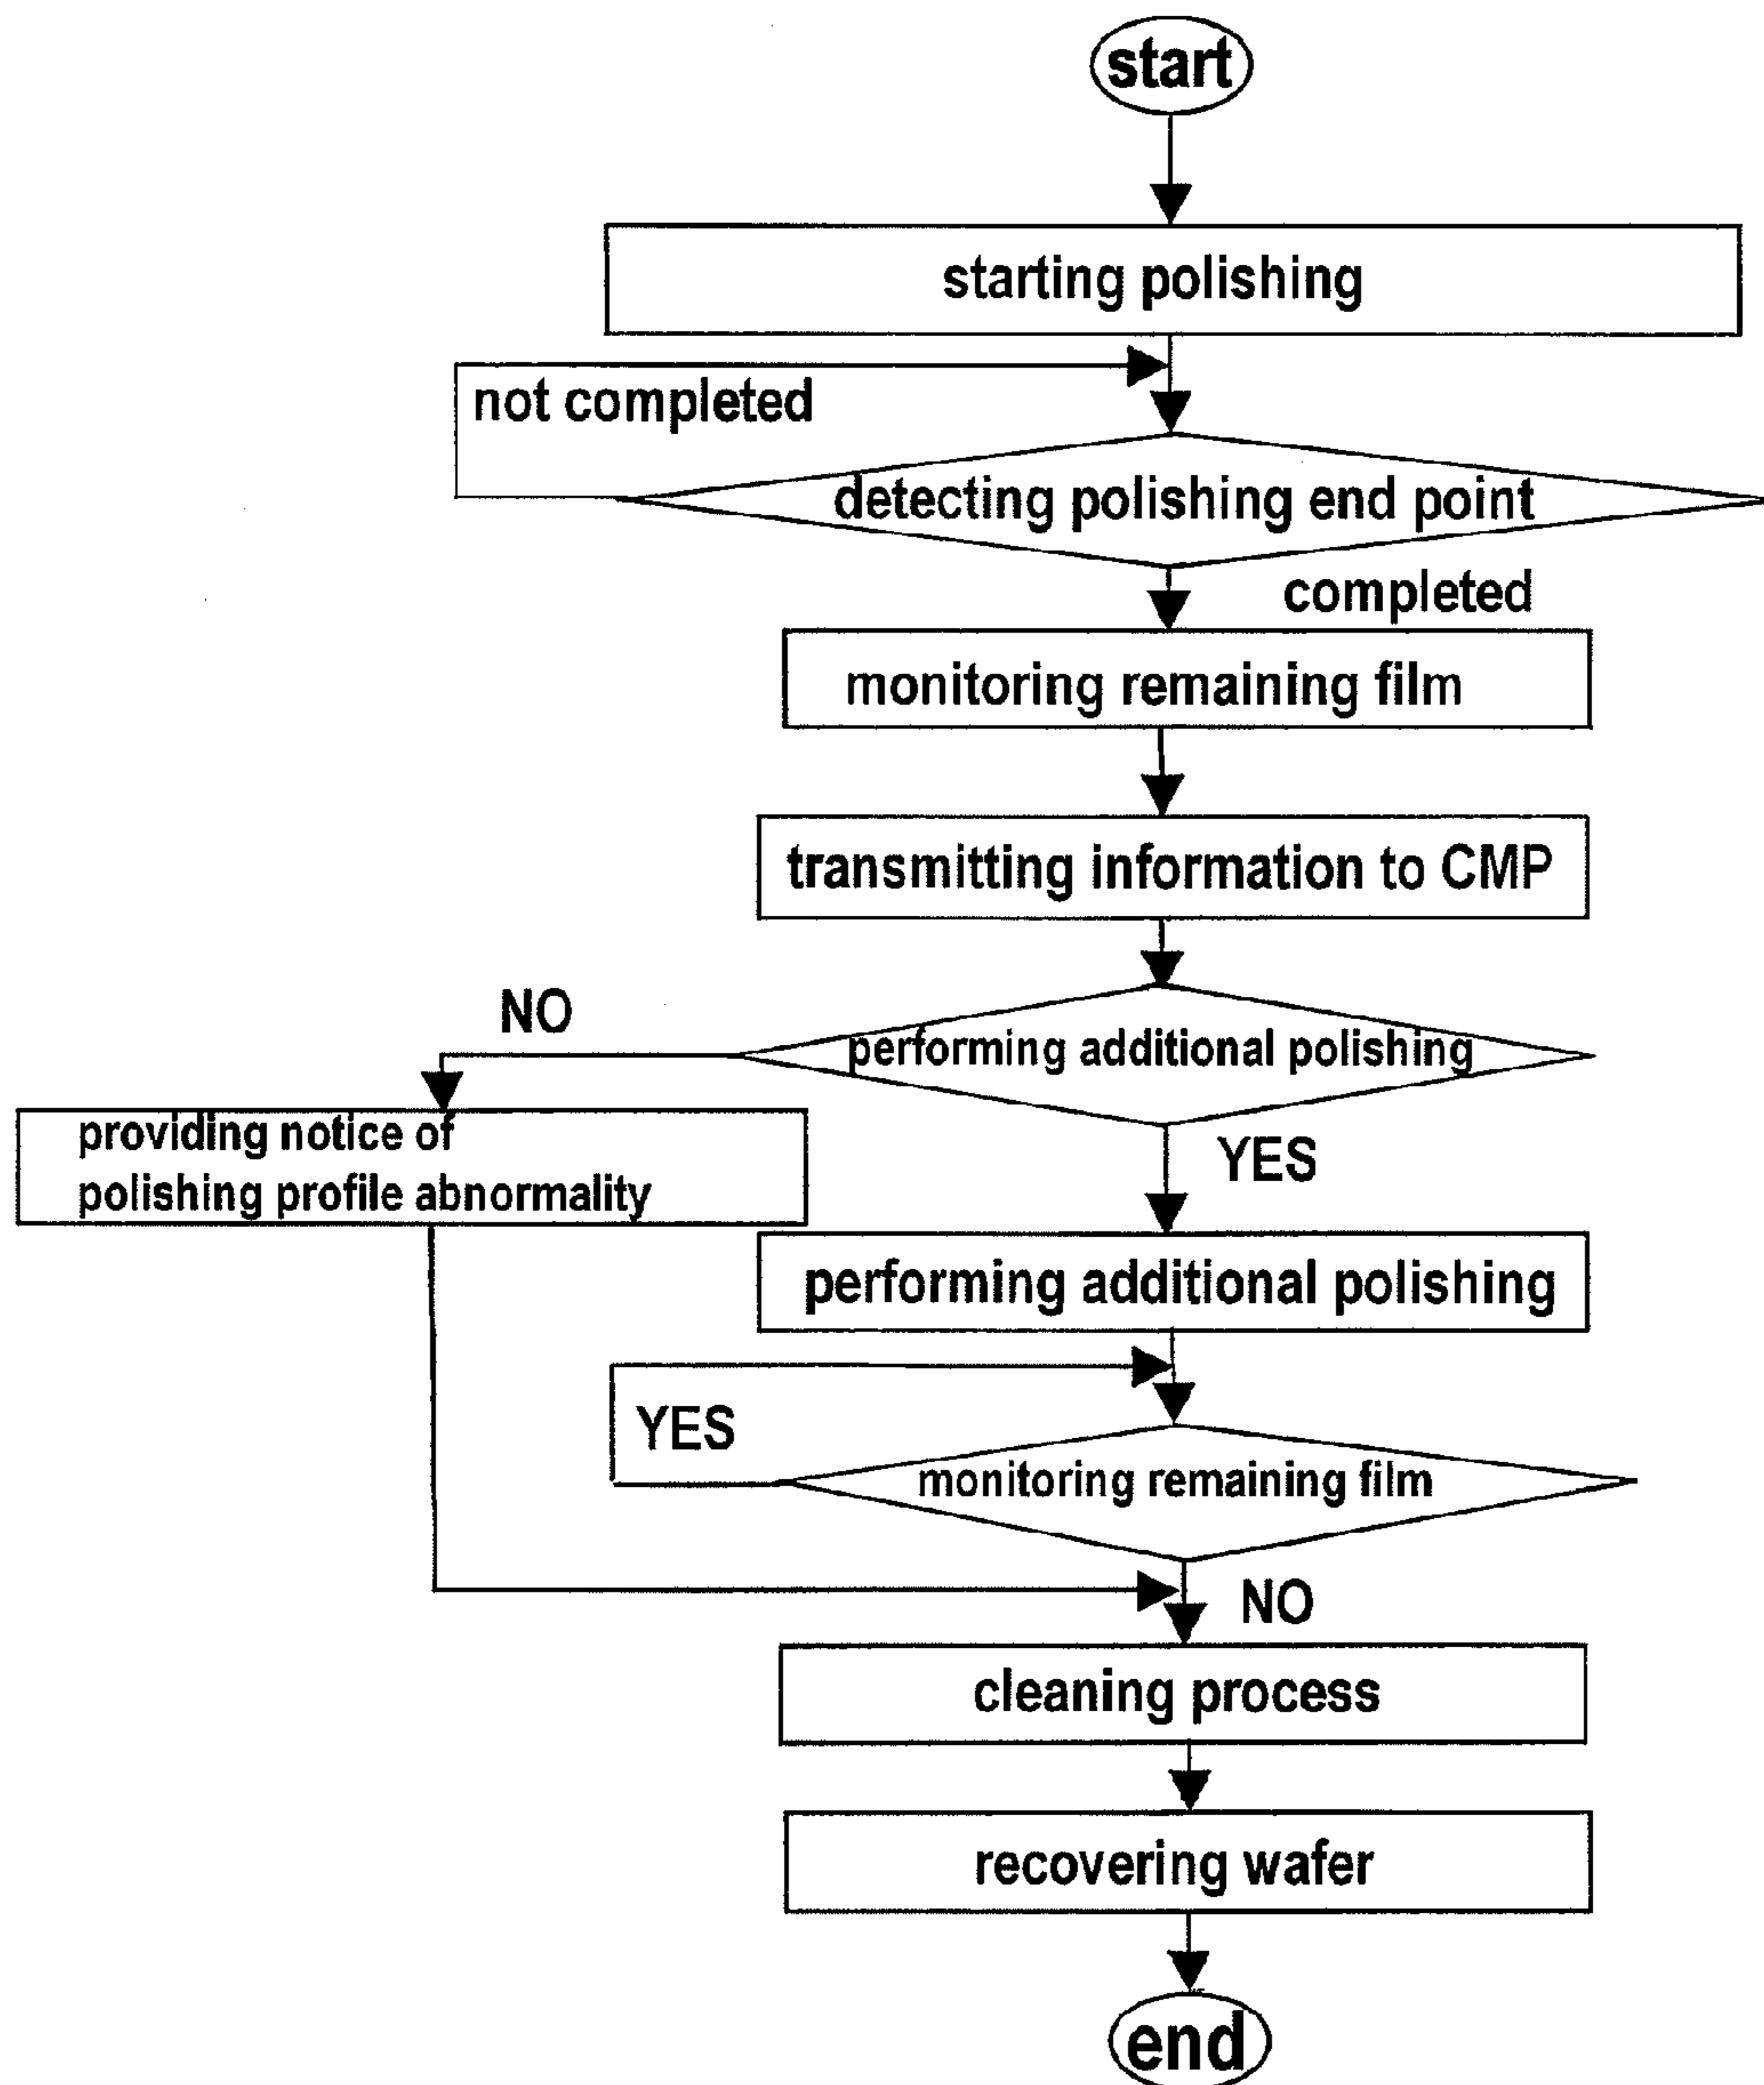 start
starting polishing
not completed
detecting polishing end point
completed
monitoring remaining film
transmitting information to CMP
NO
performing additional polishing
providing notice of
polishing profile abnormality
YES
performing additional polishing
YES
monitoring remaining film
NO
cleaning process
recovering wafer
end